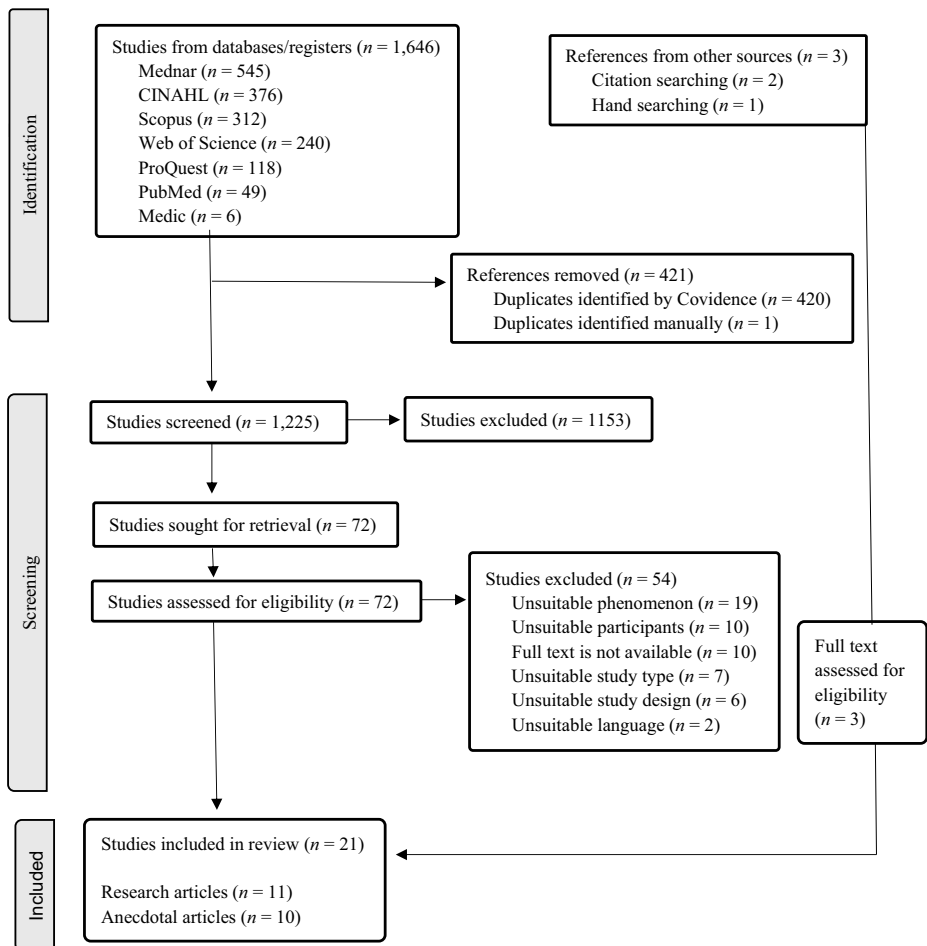 Identification
Studies from databases/registers (n = 1,646)
Mednar (n = 545)
CINAHL (n = 376)
Scopus (n = 312)
Web of Science (n = 240)
ProQuest (n = 118)
PubMed (n = 49)
Medic (n = 6)
References from other sources (n = 3)
Citation searching (n = 2)
Hand searching (n = 1)
References removed (n = 421)
Duplicates identified by Covidence (n = 420)
Duplicates identified manually (n = 1)
Screening
Studies screened (n = 1,225)
Studies excluded (n = 1153)
Studies sought for retrieval (n = 72)
Studies assessed for eligibility (n = 72)
Studies excluded (n = 54)
Unsuitable phenomenon (n = 19)
Unsuitable participants (n = 10)
Full text is not available (n = 10)
Unsuitable study type (n = 7)
Unsuitable study design (n = 6)
Unsuitable language (n = 2)
Full text
assessed for
eligibility
(n = 3)
Included
Studies included in review (n = 21)
Research articles (n = 11)
Anecdotal articles (n = 10)